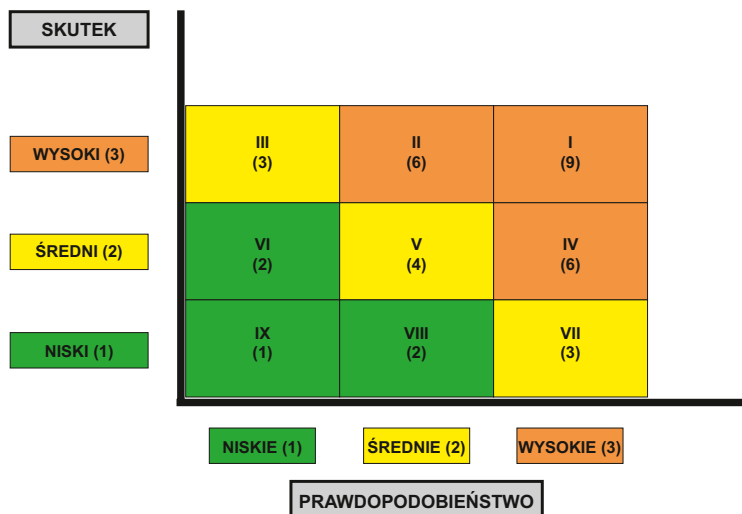 SKUTEK
WYSOKI (3)
III
(3)
II
(6)
I
(9)
ŚREDNI (2)
VI
(2)
V
(4)
IV
(6)
NISKI (1)
IX
(1)
VIII
(2)
VII
(3)
NISKIE (1)
ŚREDNIE (2)
WYSOKIE (3)
PRAWDOPODOBIEŃSTWO